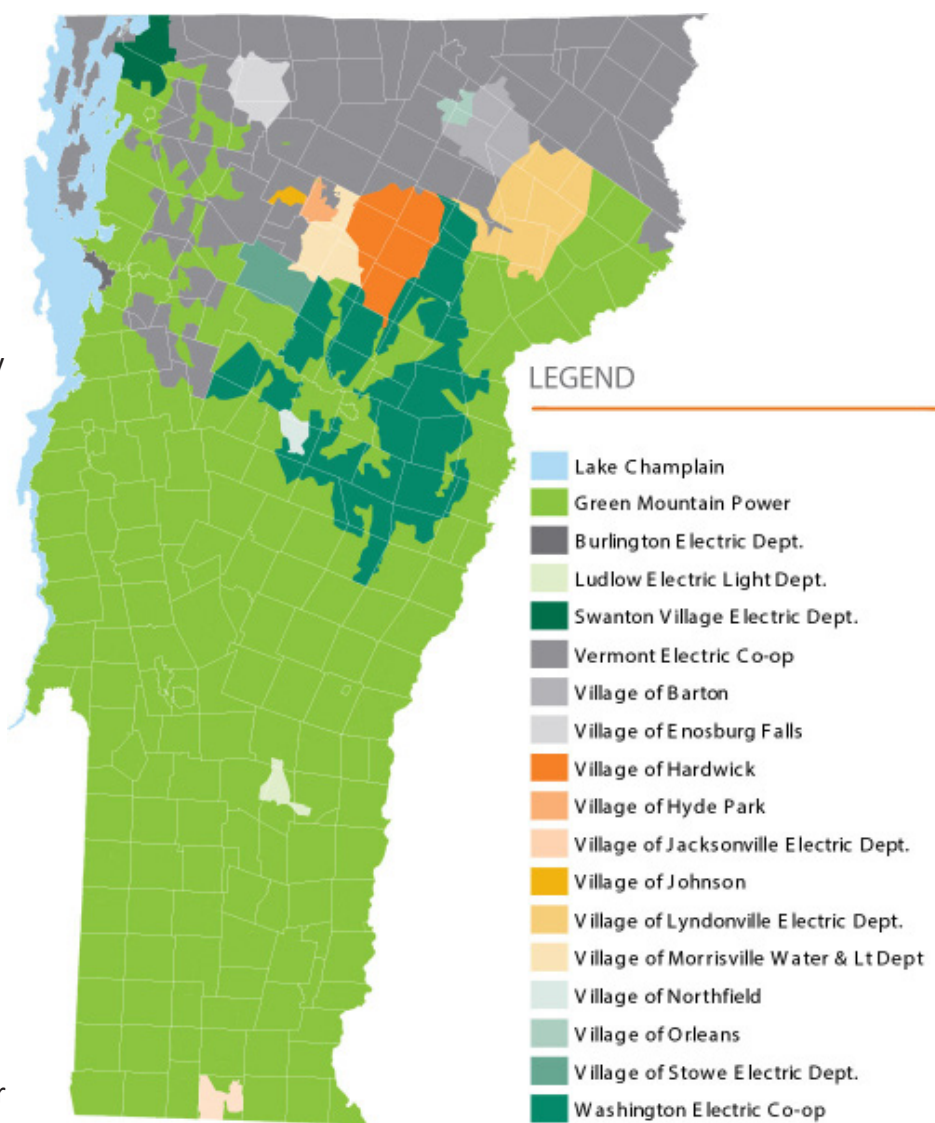 y
LEGEND
Lake Champlain
Green Mountain Power
Burlington Electric Dept.
Ludlow Electric Light Dept.
Swanton Village Electric Dept.
Vermont Electric Co-op
Village of Barton
Village of Enosburg Falls
Village of Hardwick
Village of Hyde Park
Village of Jacksonville Electric Dept.
Village of Johnson
Village of Lyndonville Electric Dept.
Village of Morrisville Water & Lt Dept
Village of Northfield
Village of Orleans
Village of Stowe Electric Dept.
r
Washington Electric Co-op